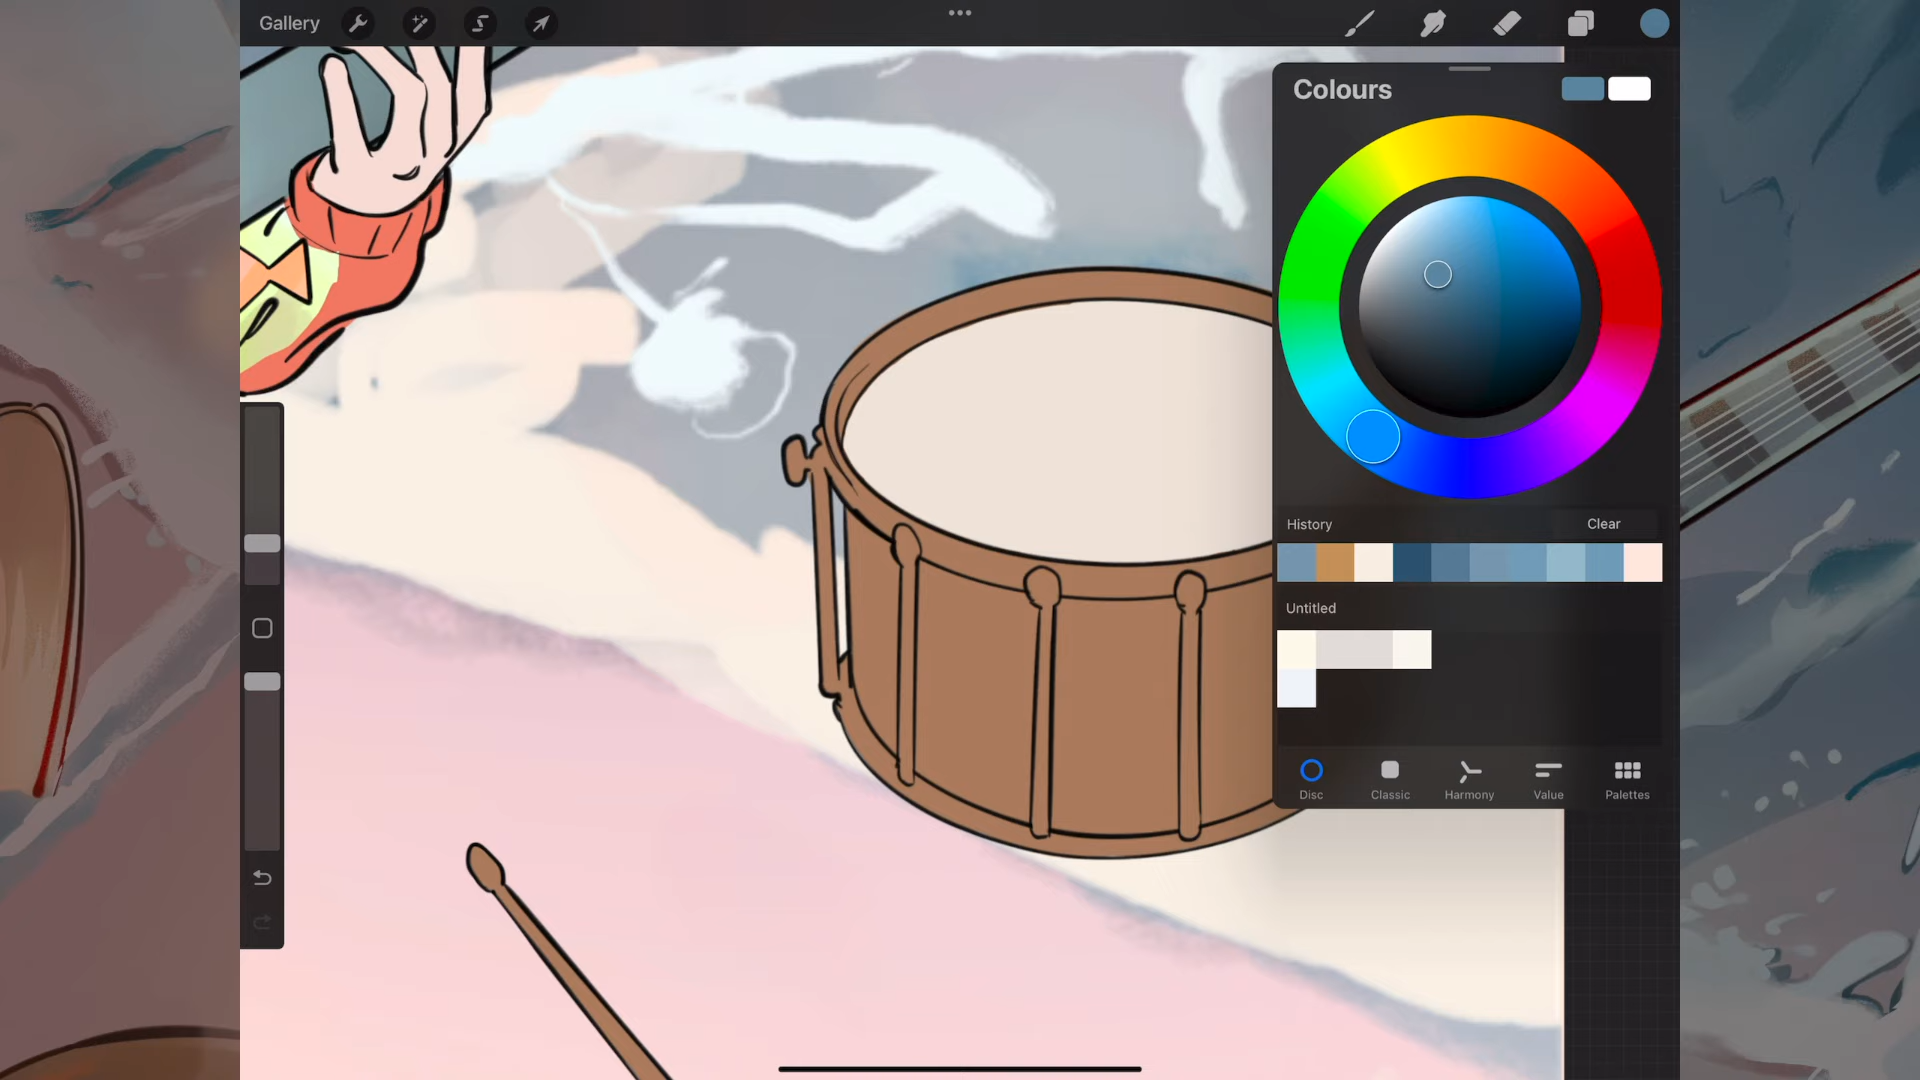 Gallery
Colours
History
Clear
Untitled
Disc
Classic
Harmony
Value
Palettes